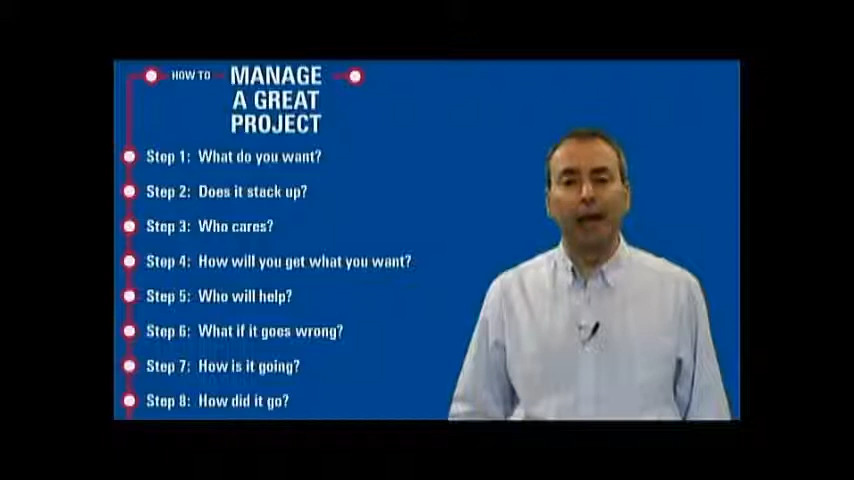 HOW TO MANAGE
A GREAT
PROJECT
Step 1: What do you want?
Step 2: Does it stack up?
Step 3: Who cares?
Step 4: How will you get what you want?
Step 5: Who will help?
Step 6: What if it goes wrong?
Step 7: How is it going?
Step 8: How did it go?